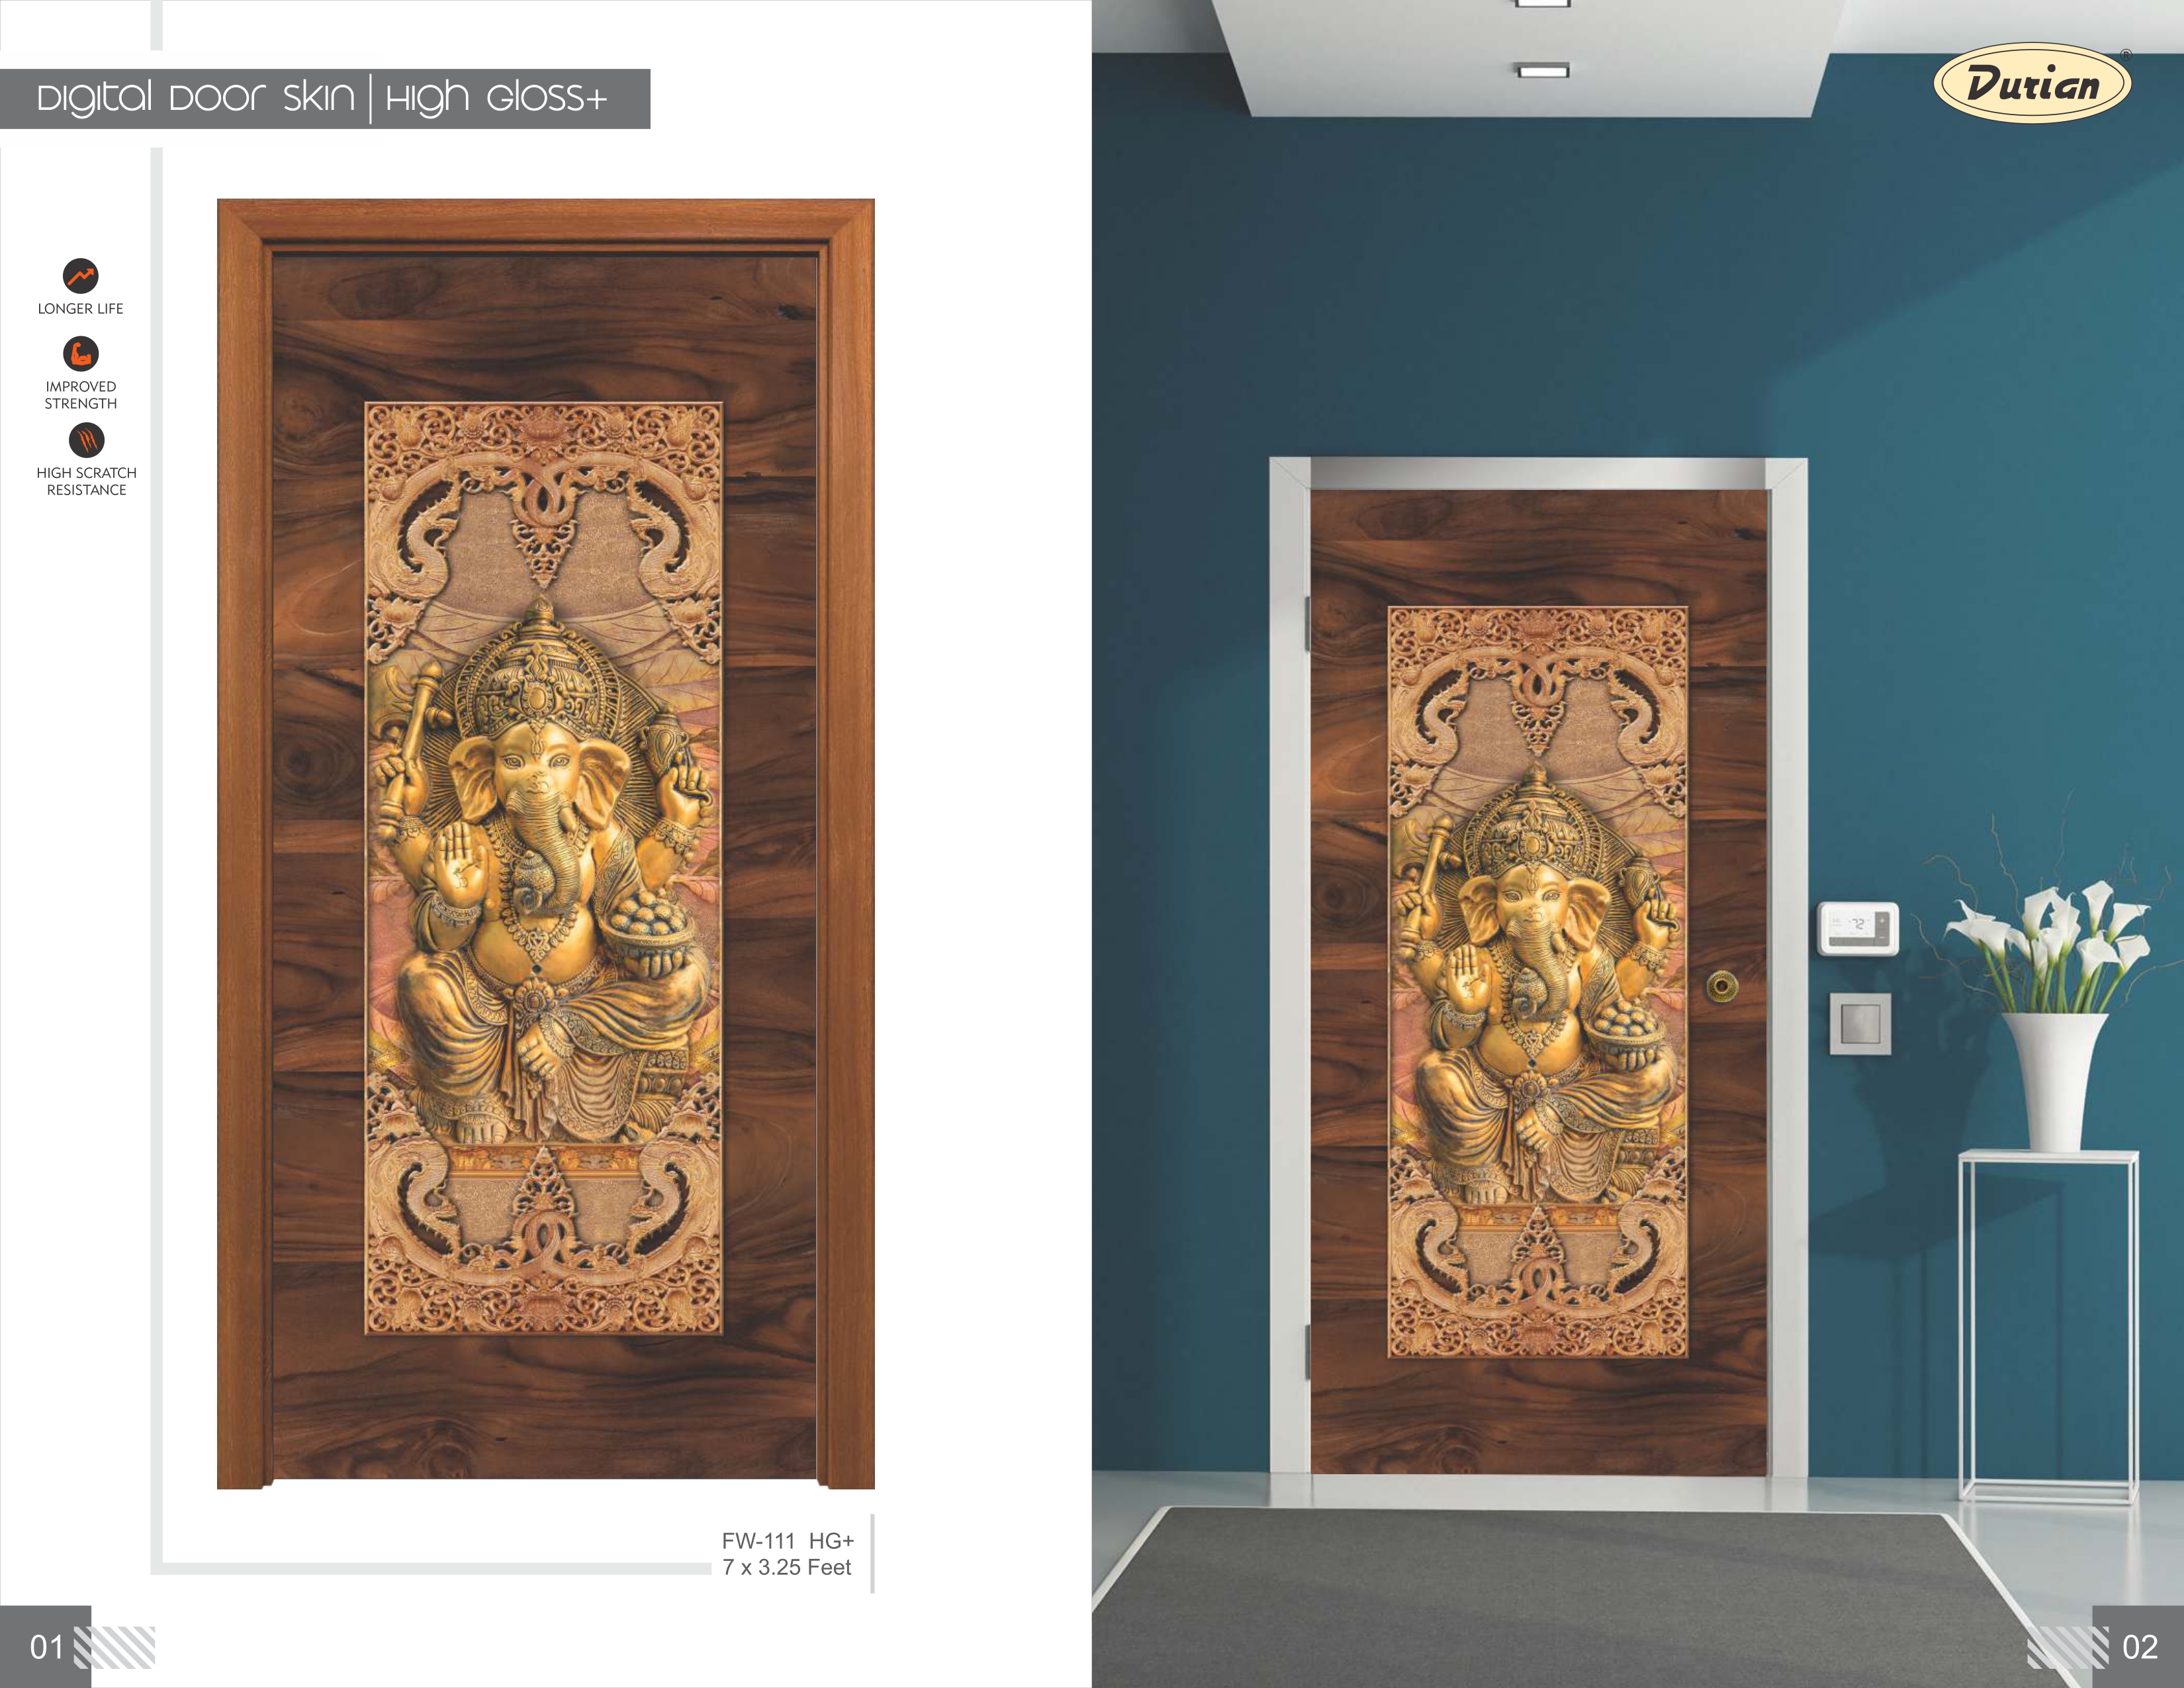 Digital Door Skin | High Gloss+
LONGER LIFE
IMPROVED
STRENGTH
HIGH SCRATCH
RESISTANCE
FW-111 HG+
7 x 3.25 Feet
01
Durian®
72
02